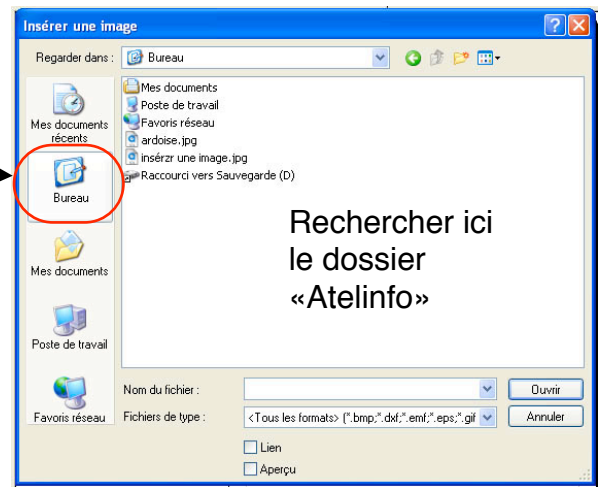 Insérer une image
Regarder dans :
Bureau
Mes documents récents
Bureau
Mes documents
Poste de travail
Favoris réseau
Mes documents
Poste de travail
Favoris réseau
ardoise.jpg
insérzr une image.jpg
Raccourci vers Sauvegarde (D)
Rechercher ici
le dossier
«Atelinfo»
Nom du fichier :
Ouvrir
Fichiers de type :
<Tous les formats> (*.bmp;*.dxf;*.emf;*.eps;*.gif
Annuler
Lien
Aperçu